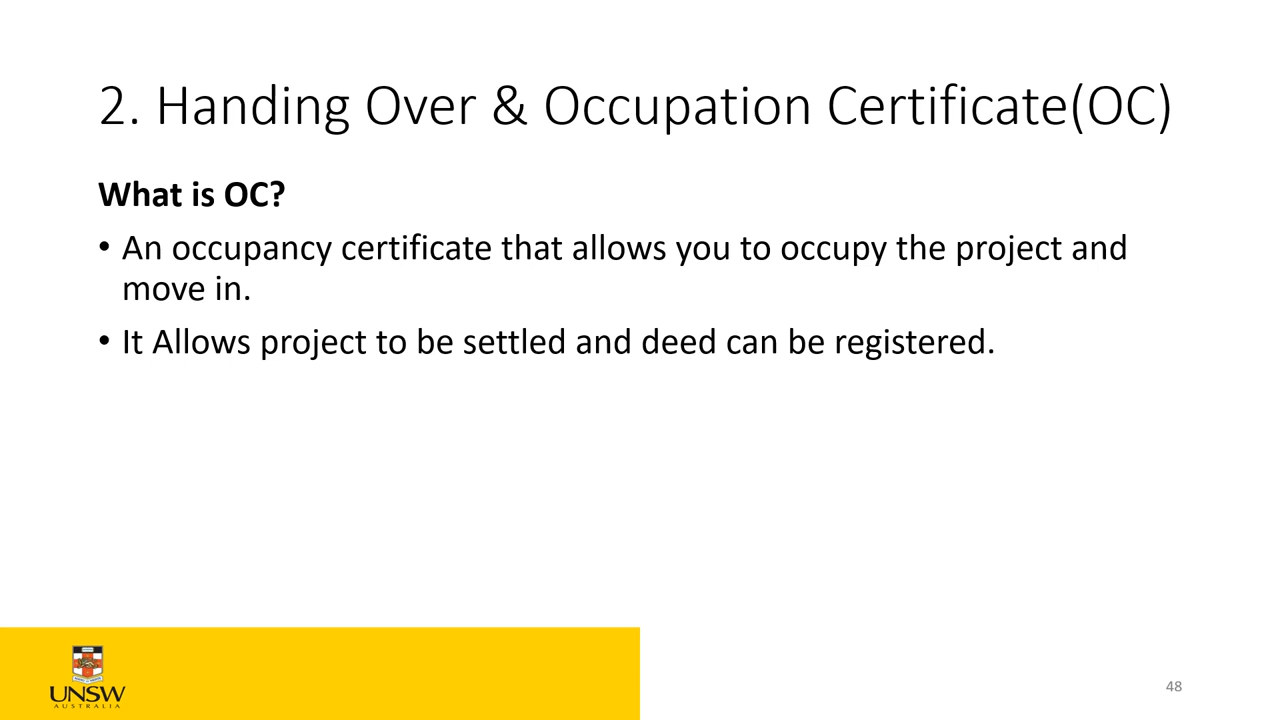 2. Handing Over & Occupation Certificate(OC)
What is OC?
• An occupancy certificate that allows you to occupy the project and
move in.
• It Allows project to be settled and deed can be registered.
UNSW
AUSTRALIA
48